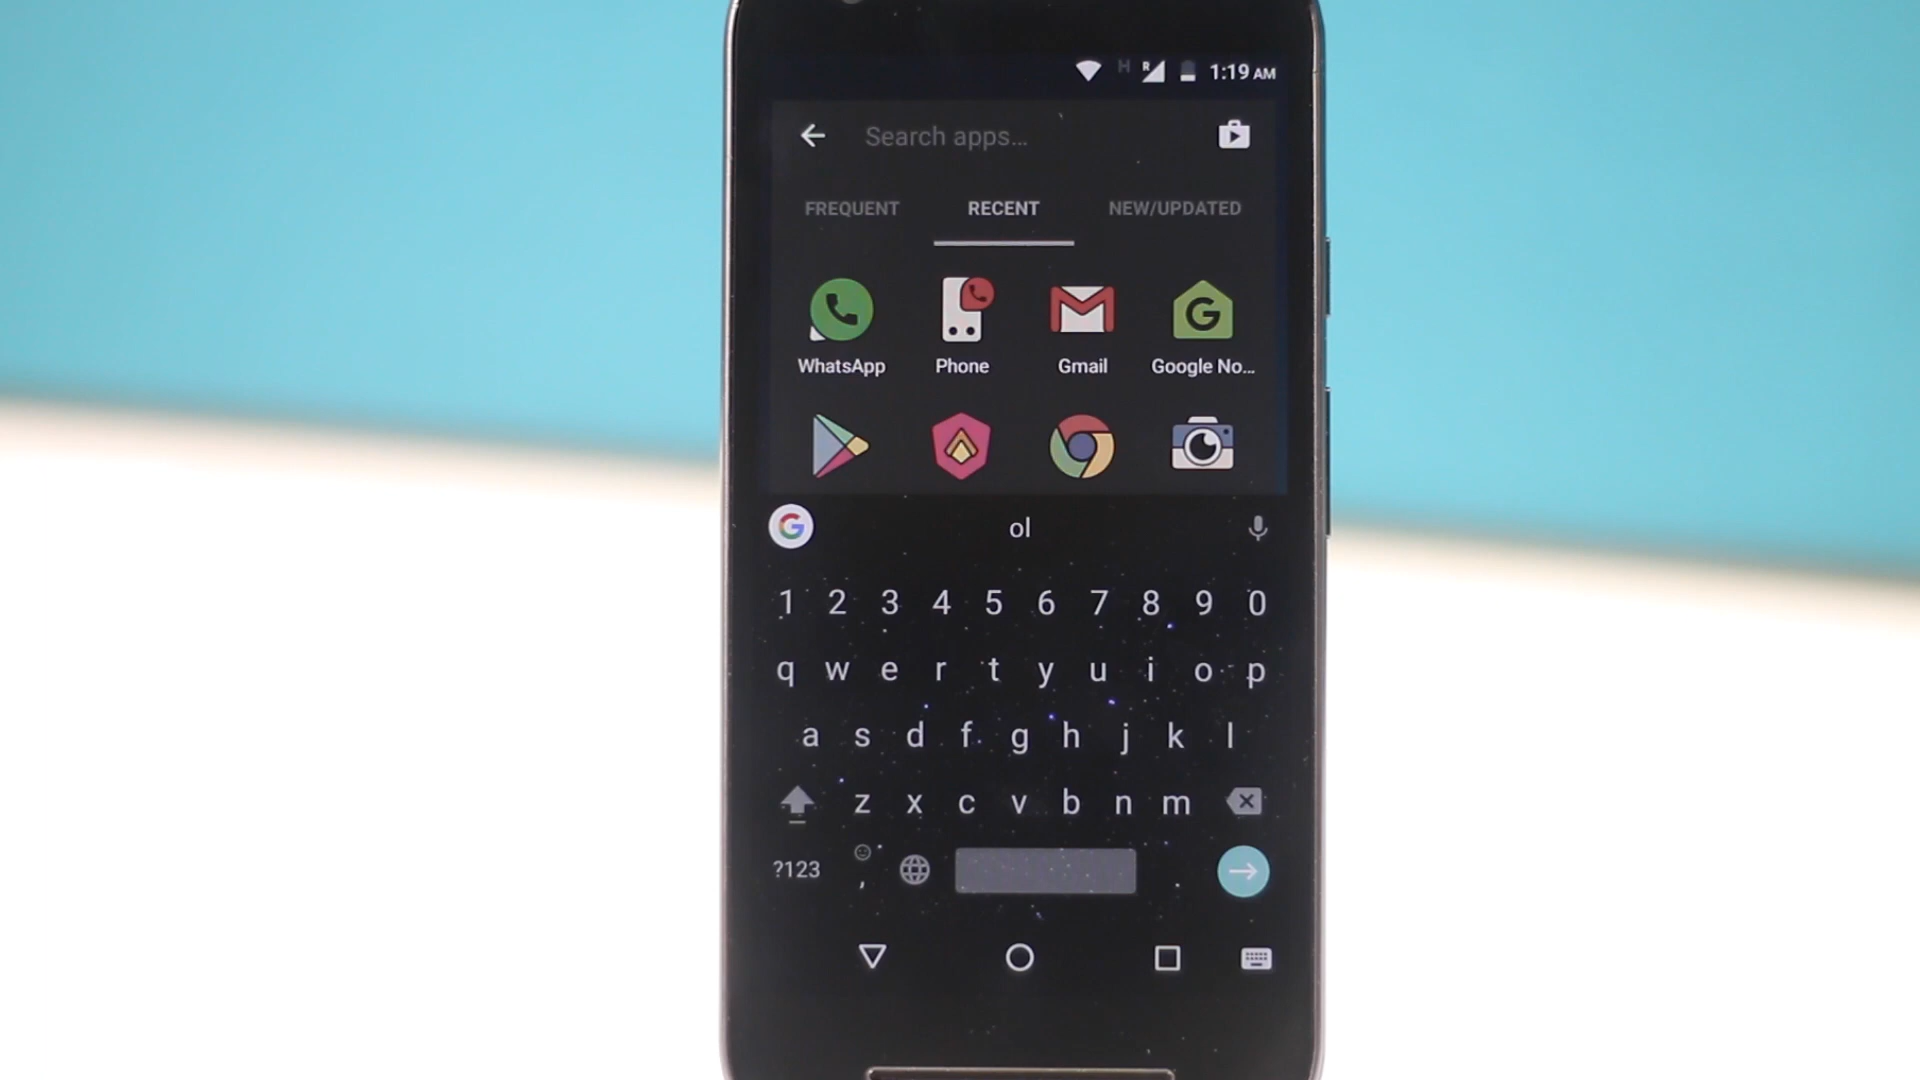 H R 1:19 AM
Search apps...
FREQUENT RECENT NEW/UPDATED
WhatsApp Phone Gmail Google No...
G ol
1 2 3 4 5 6 7 8 9 0
q w e r t y u i o p
a s d f g h j k l
z x c v b n m
?123 , .